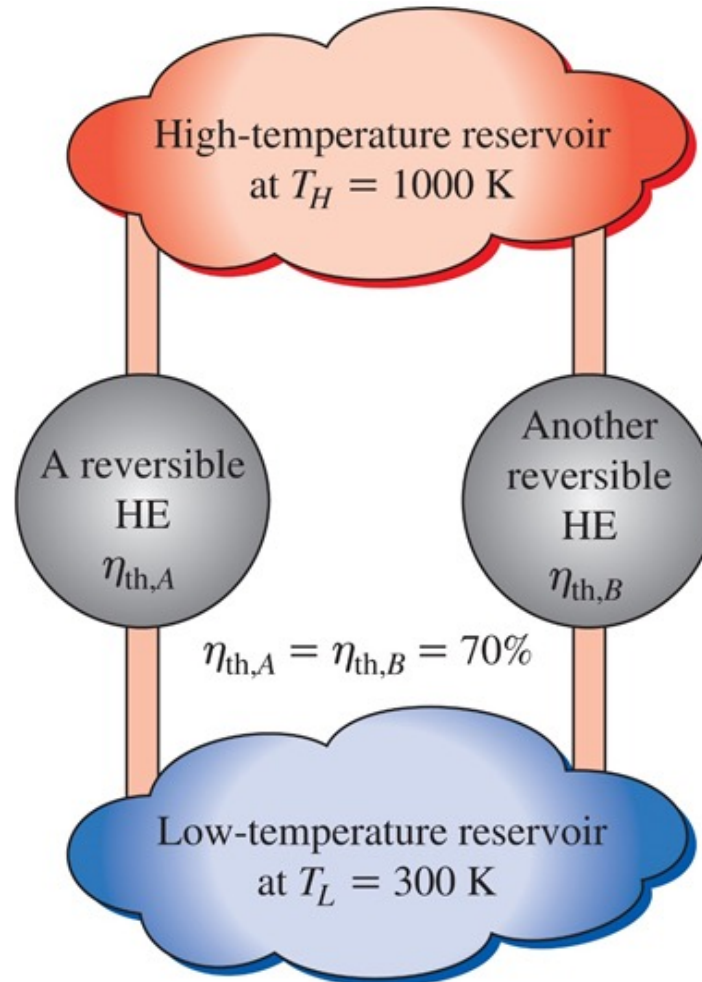 High-temperature reservoir
at T_H = 1000 K
A reversible
HE
η_th,A
Another
reversible
HE
η_th,B
η_th,A = η_th,B = 70%
Low-temperature reservoir
at T_L = 300 K